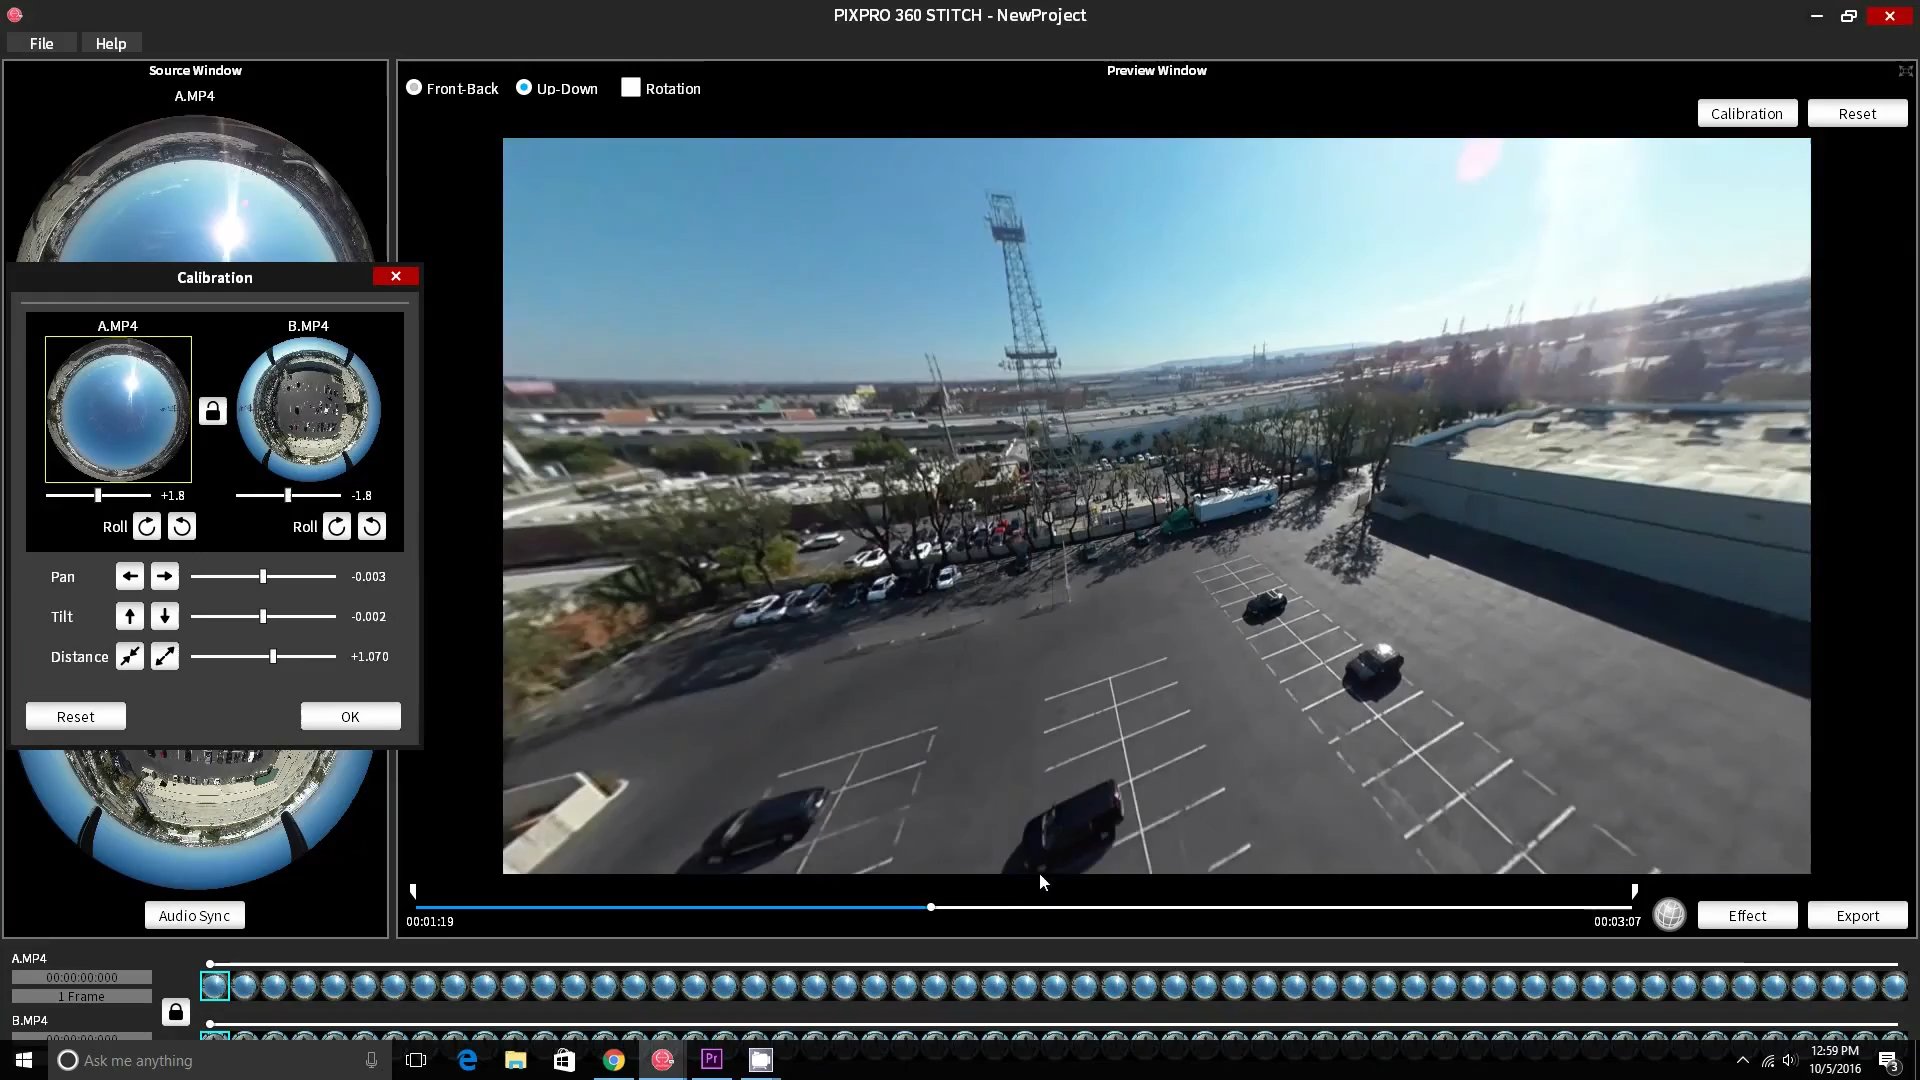 PIXPRO 360 STITCH - NewProject
File Help
Source Window
A.MP4
Preview Window
Front-Back Up-Down Rotation
Calibration Reset
Calibration
A.MP4 B.MP4
+1.8 -1.8
Roll Roll
Pan -0.003
Tilt -0.002
Distance +1.070
Reset OK
Audio Sync
00:01:19 00:03:07
Effect Export
A.MP4
00:00:00:000
1 Frame
B.MP4
Ask me anything
Pr
12:59 PM
10/5/2016
3